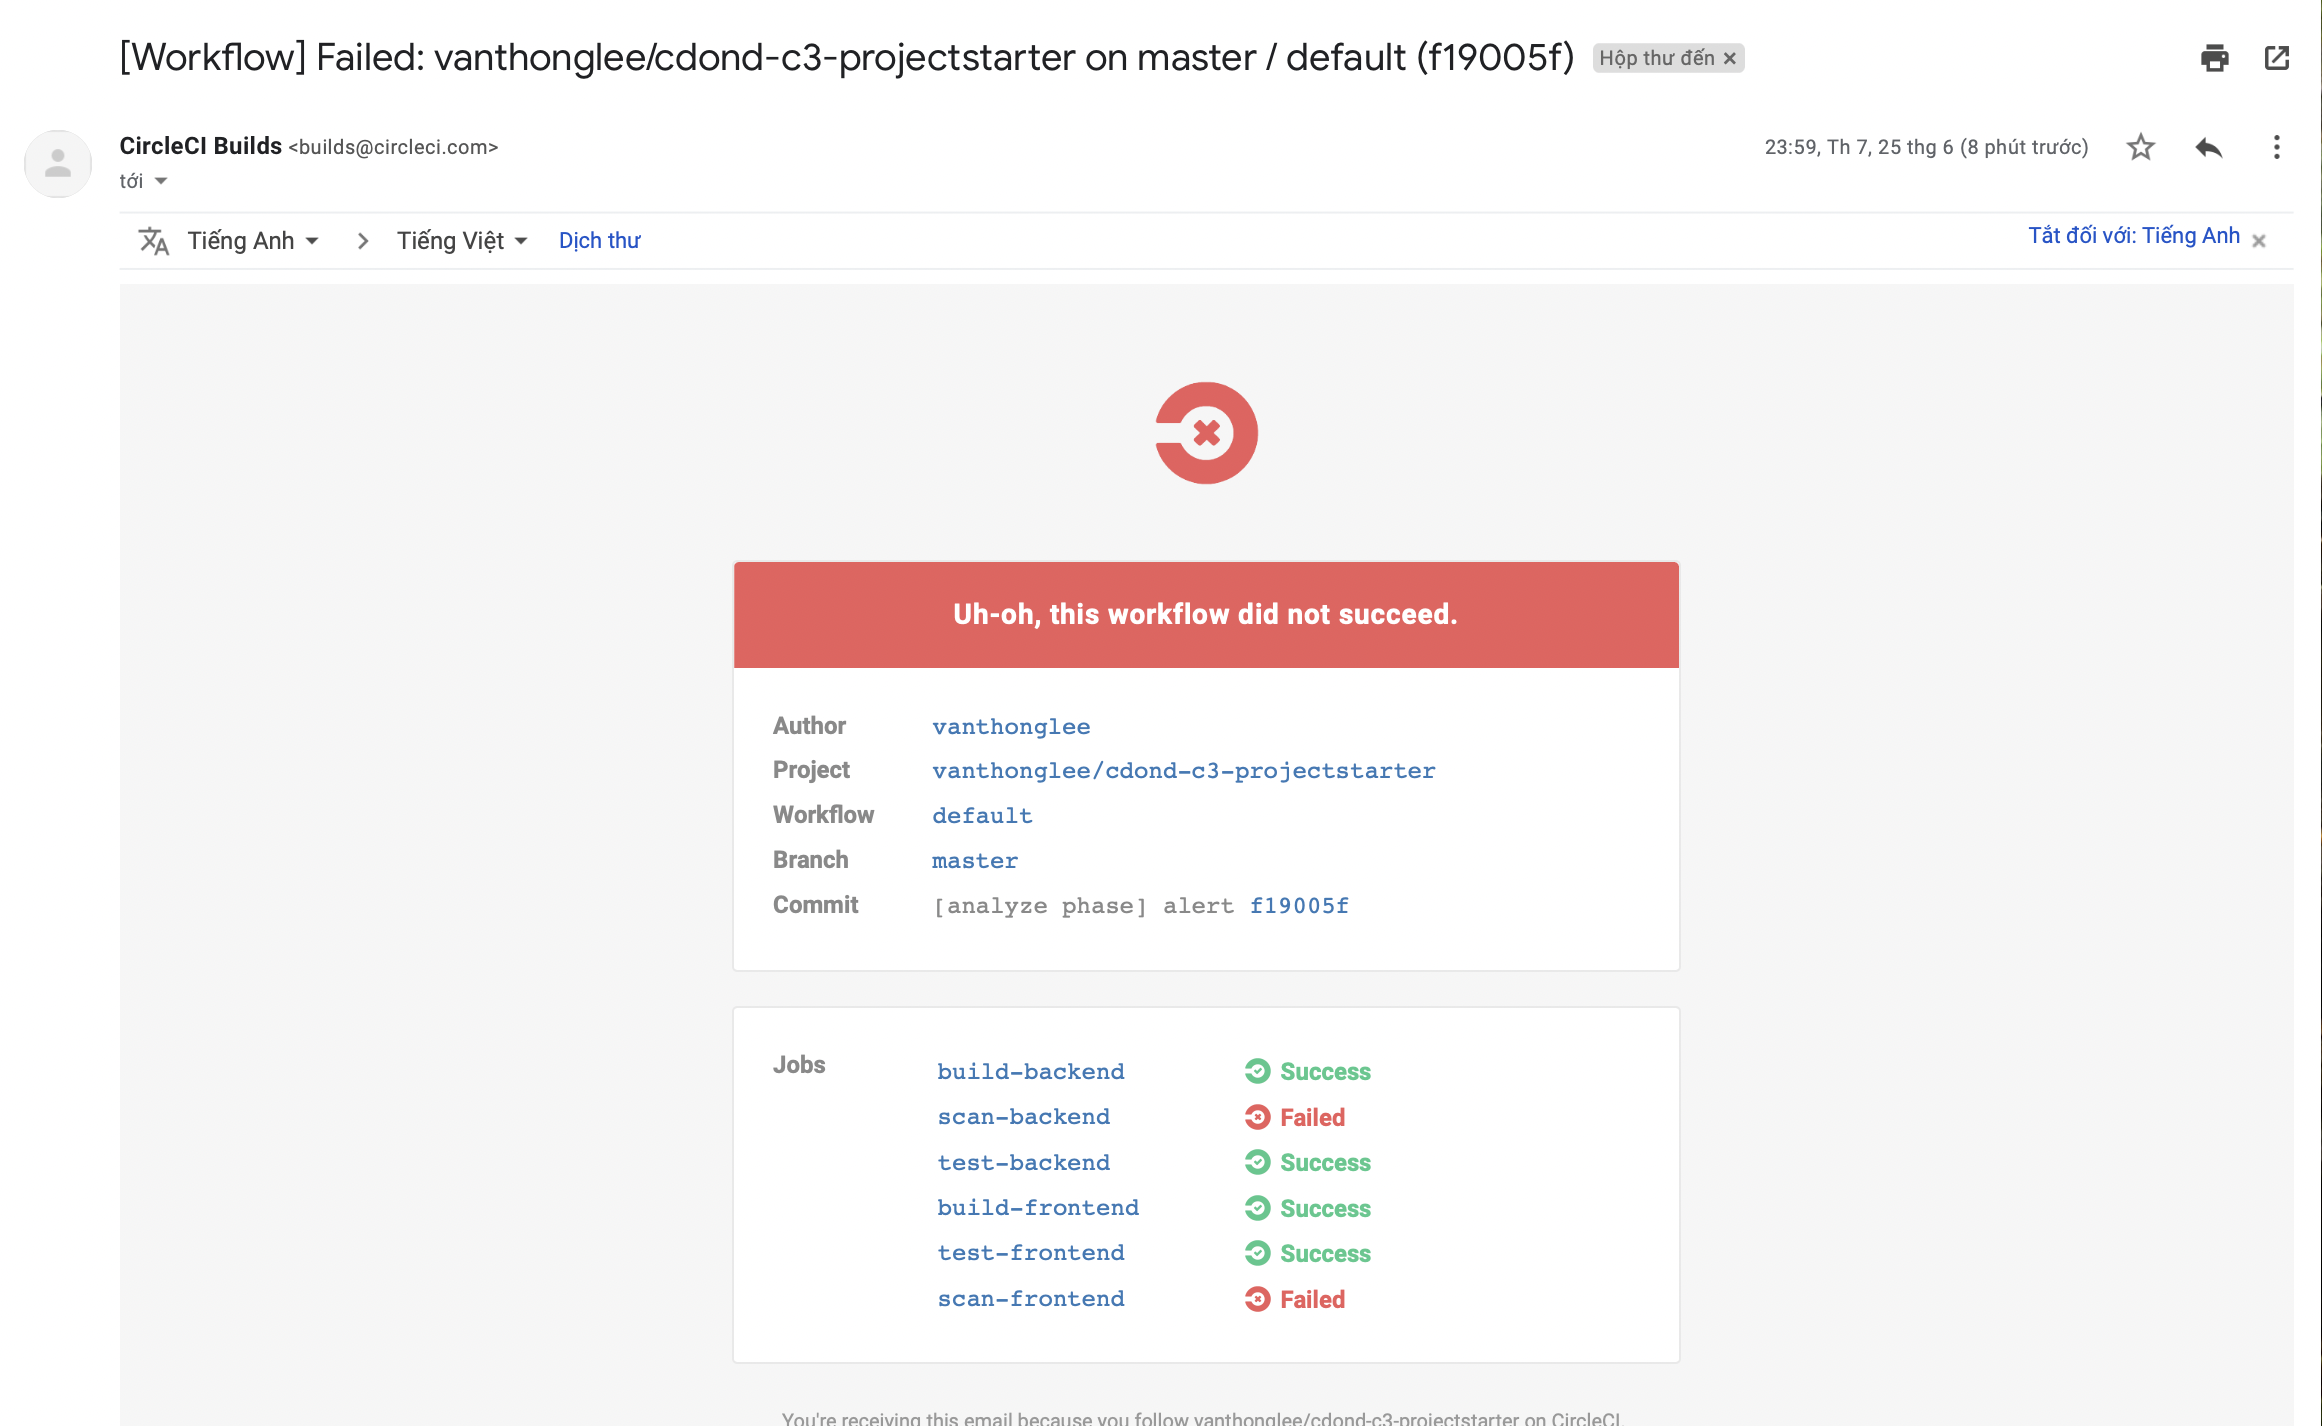 [Workflow] Failed: vanthonglee/cdond-c3-projectstarter on master / default (f19005f) Hộp thư đến
CircleCI Builds <builds@circleci.com> 23:59, Th 7, 25 thg 6 (8 phút trước)
tới
Tiếng Anh Tiếng Việt Dịch thư Tắt đối với: Tiếng Anh
Uh-oh, this workflow did not succeed.
Author vanthonglee
Project vanthonglee/cdond-c3-projectstarter
Workflow default
Branch master
Commit [analyze phase] alert f19005f
Jobs build-backend Success
scan-backend Failed
test-backend Success
build-frontend Success
test-frontend Success
scan-frontend Failed
You're receiving this email because you follow vanthonglee/cdond-c3-projectstarter on CircleCI.